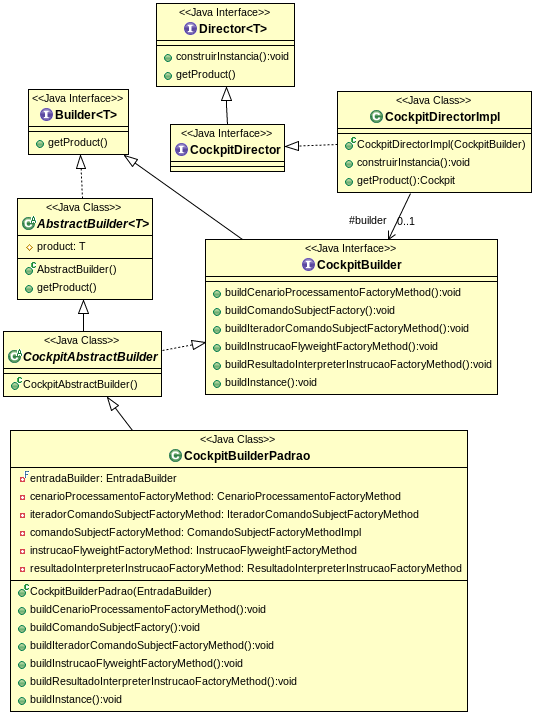 <<Java Interface>>
Director<T>
construirInstancia():void
getProduct()
<<Java Interface>>
Builder<T>
getProduct()
<<Java Interface>>
CockpitDirector
<<Java Class>>
CockpitDirectorImpl
CockpitDirectorImpl(CockpitBuilder)
construirInstancia():void
getProduct():Cockpit
#builder
0..1
<<Java Class>>
AbstractBuilder<T>
product: T
AbstractBuilder()
getProduct()
<<Java Interface>>
CockpitBuilder
buildCenarioProcessamentoFactoryMethod():void
buildComandoSubjectFactory():void
buildIteradorComandoSubjectFactoryMethod():void
buildInstrucaoFlyweightFactoryMethod():void
buildResultadoInterpreterInstrucaoFactoryMethod():void
buildInstance():void
<<Java Class>>
CockpitAbstractBuilder
CockpitAbstractBuilder()
<<Java Class>>
CockpitBuilderPadrao
entradaBuilder: EntradaBuilder
cenarioProcessamentoFactoryMethod: CenarioProcessamentoFactoryMethod
iteradorComandoSubjectFactoryMethod: IteradorComandoSubjectFactoryMethod
comandoSubjectFactoryMethod: ComandoSubjectFactoryMethodImpl
instrucaoFlyweightFactoryMethod: InstrucaoFlyweightFactoryMethod
resultadoInterpreterInstrucaoFactoryMethod: ResultadoInterpreterInstrucaoFactoryMethod
CockpitBuilderPadrao(EntradaBuilder)
buildCenarioProcessamentoFactoryMethod():void
buildComandoSubjectFactory():void
buildIteradorComandoSubjectFactoryMethod():void
buildInstrucaoFlyweightFactoryMethod():void
buildResultadoInterpreterInstrucaoFactoryMethod():void
buildInstance():void